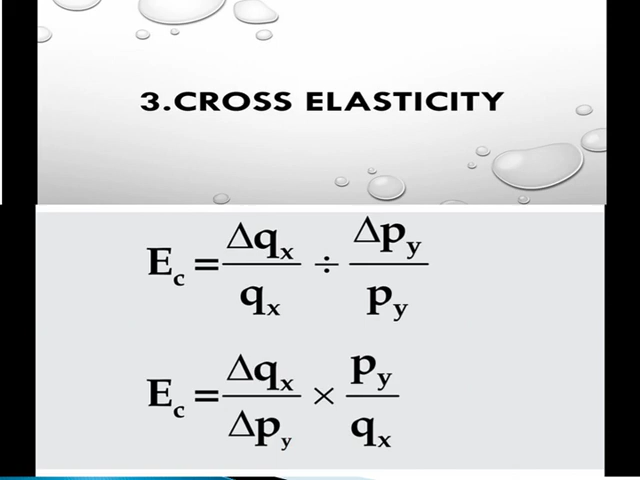 3.CROSS ELASTICITY
E_c = Δq_x / q_x ÷ Δp_y / p_y
E_c = Δq_x / Δp_y × p_y / q_x